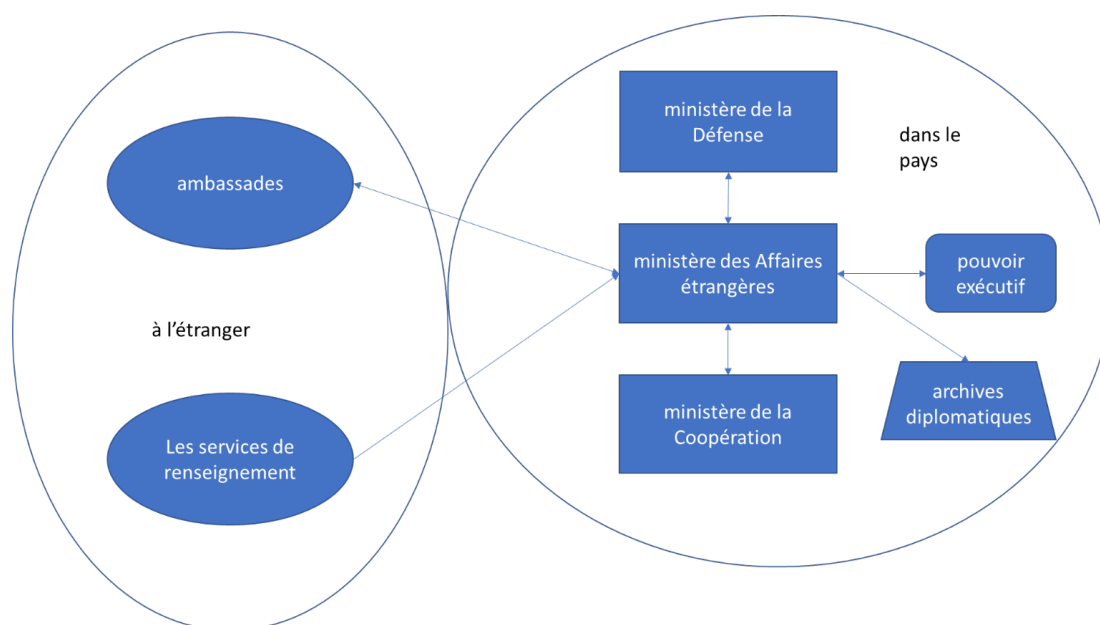 ambassades
à l’étranger
Les services de
renseignement
ministère de la
Défense
dans le
pays
ministère des Affaires
étrangères
pouvoir
exécutif
ministère de la
Coopération
archives
diplomatiques